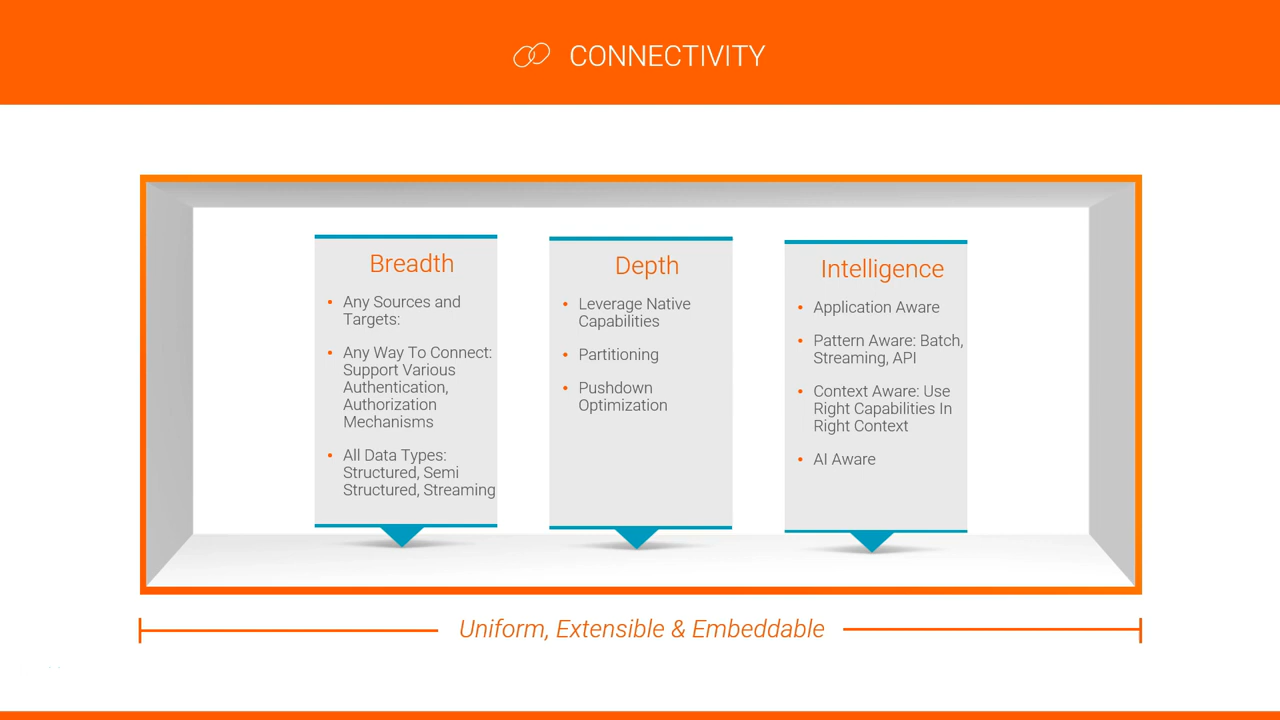 CONNECTIVITY
Breadth
Any Sources and
Targets:
Any Way To Connect:
Support Various
Authentication,
Authorization
Mechanisms
All Data Types:
Structured, Semi
Structured, Streaming
Depth
Leverage Native
Capabilities
Partitioning
Pushdown
Optimization
Intelligence
Application Aware
Pattern Aware: Batch,
Streaming, API
Context Aware: Use
Right Capabilities In
Right Context
AI Aware
Uniform, Extensible & Embeddable